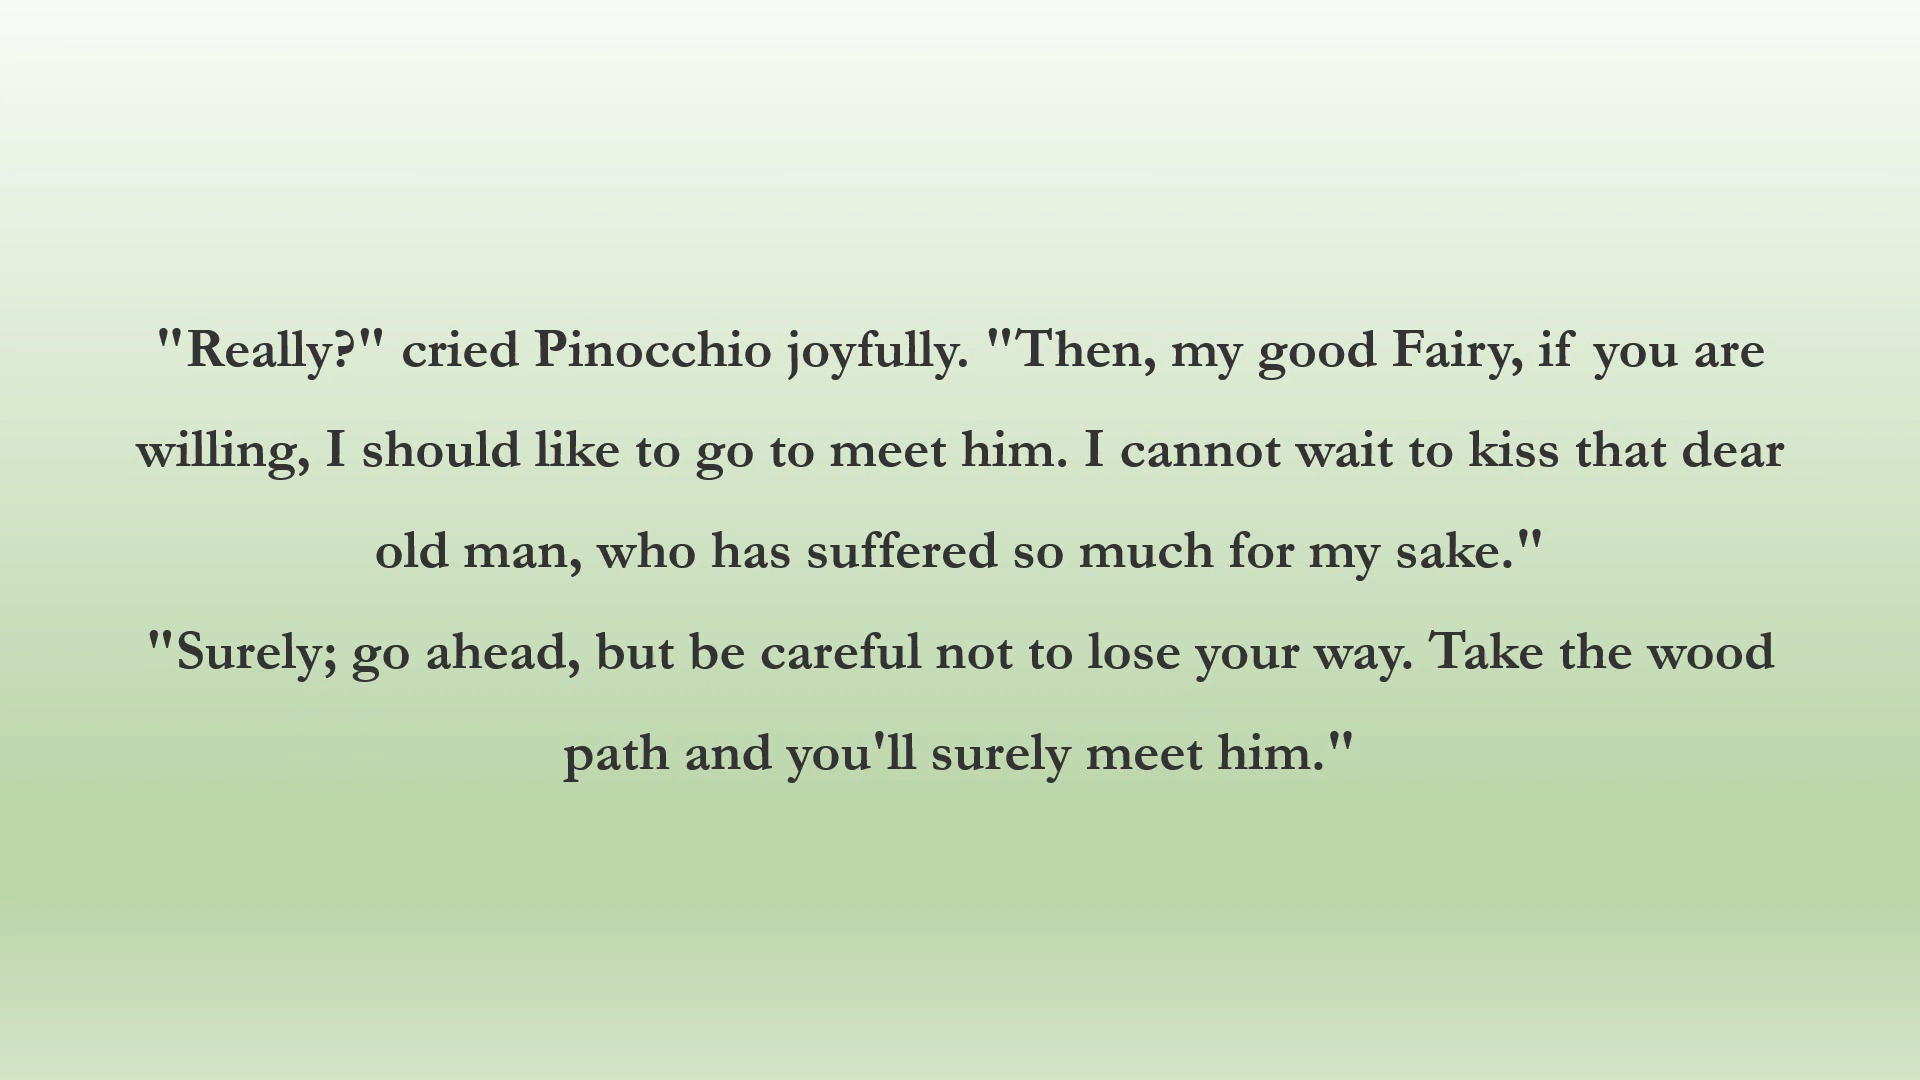 "Really?" cried Pinocchio joyfully. "Then, my good Fairy, if you are
willing, I should like to go to meet him. I cannot wait to kiss that dear
old man, who has suffered so much for my sake."
"Surely; go ahead, but be careful not to lose your way. Take the wood
path and you'll surely meet him."